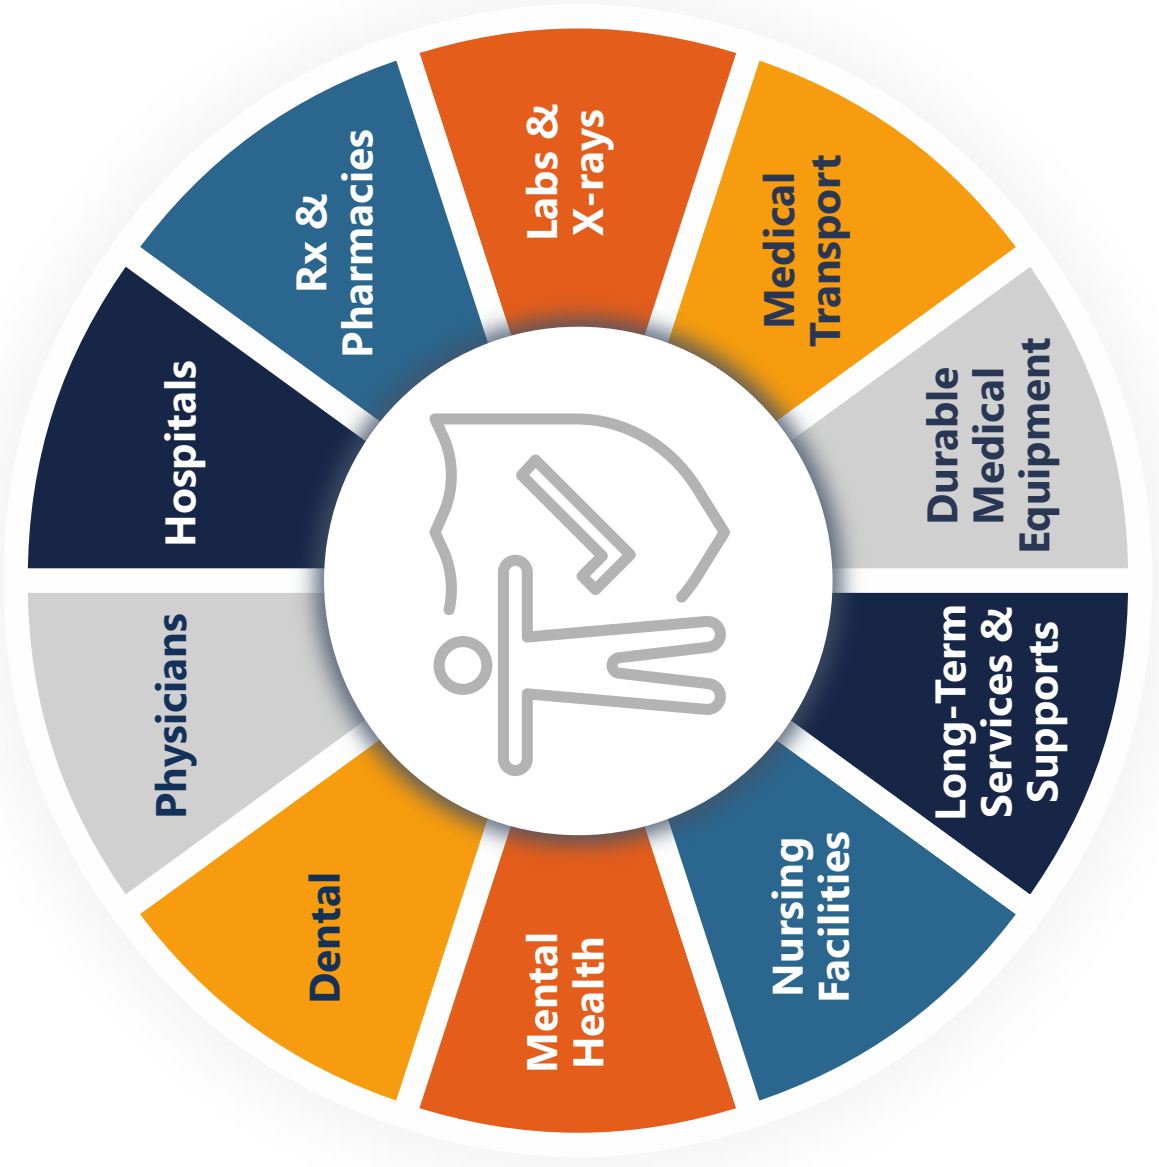 Hospitals
Rx &
Pharmacies
Labs &
X-rays
Medical
Transport
Durable
Medical
Equipment
Long-Term
Services &
Supports
Nursing
Facilities
Mental
Health
Dental
Physicians